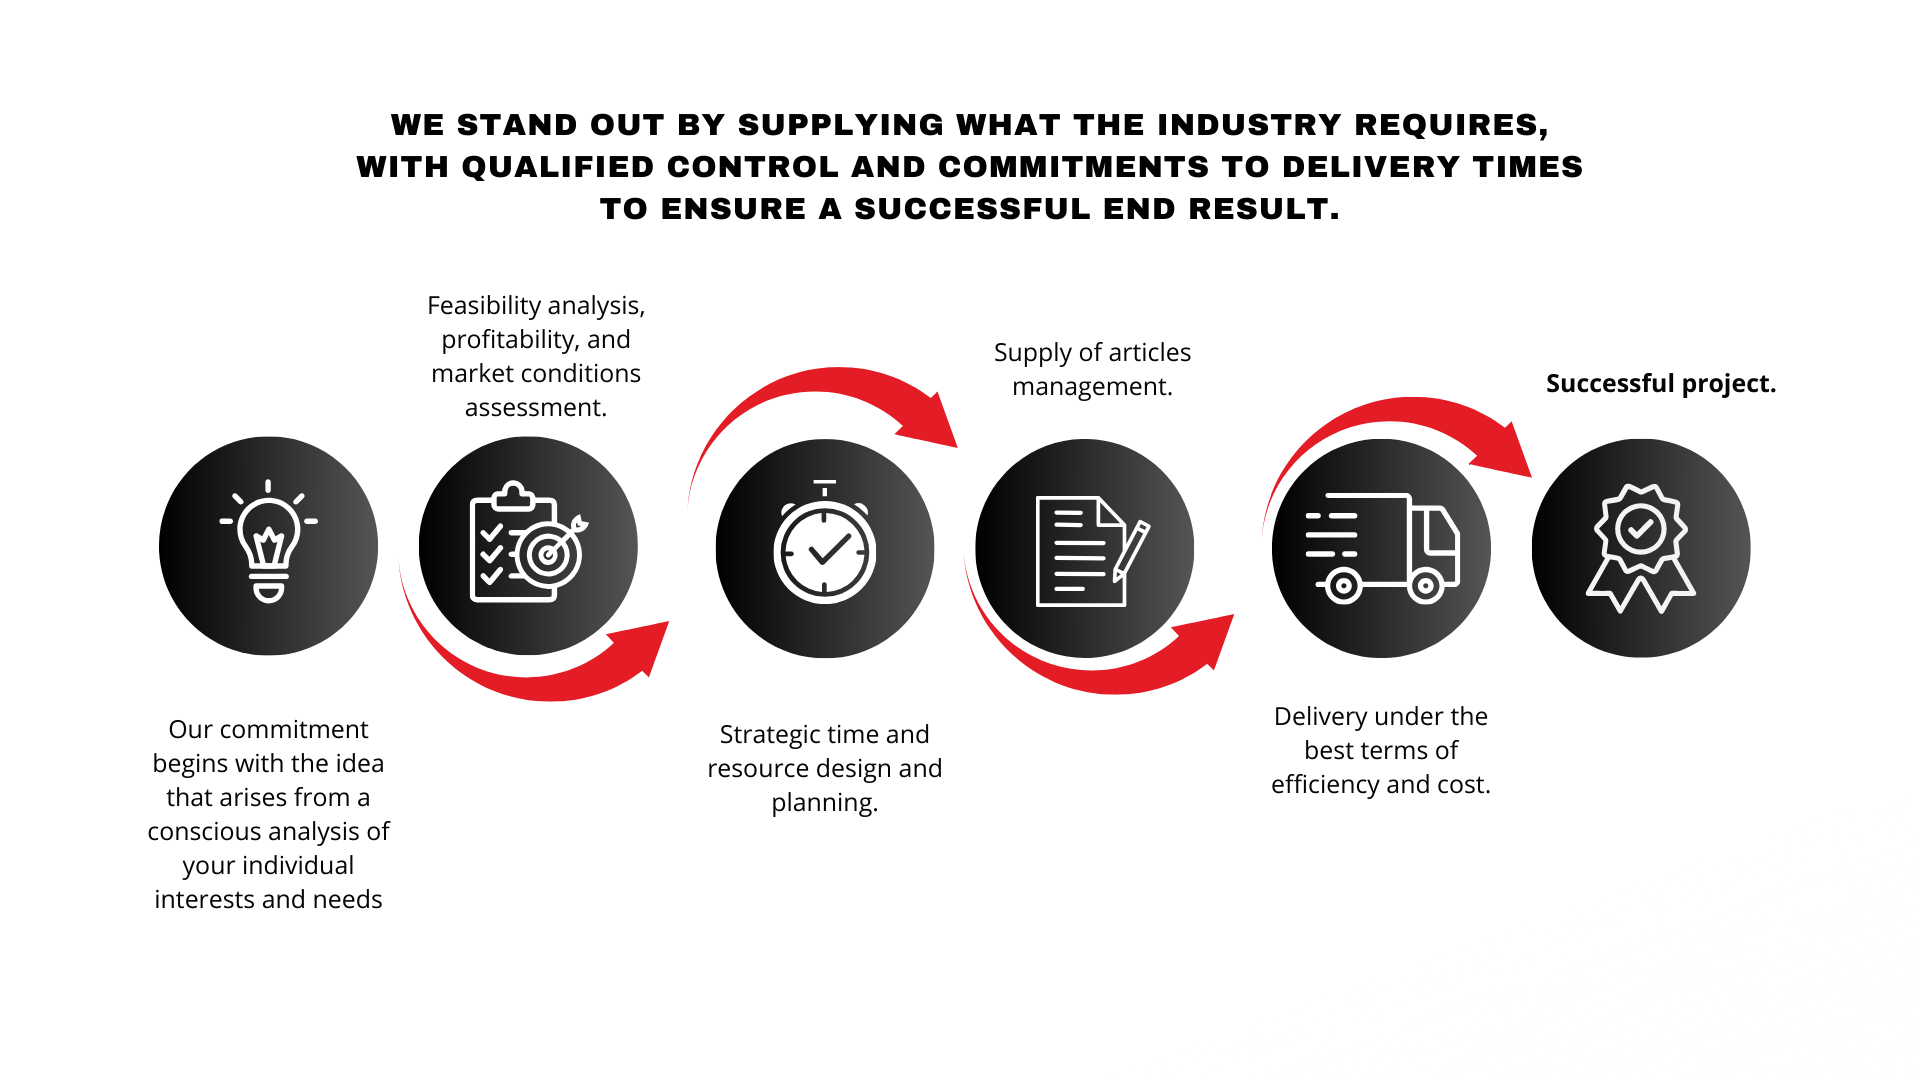 WE STAND OUT BY SUPPLYING WHAT THE INDUSTRY REQUIRES,
WITH QUALIFIED CONTROL AND COMMITMENTS TO DELIVERY TIMES
TO ENSURE A SUCCESSFUL END RESULT.
Our commitment
begins with the idea
that arises from a
conscious analysis of
your individual
interests and needs
Feasibility analysis,
profitability, and
market conditions
assessment.
Strategic time and
resource design and
planning.
Supply of articles
management.
Delivery under the
best terms of
efficiency and cost.
Successful project.